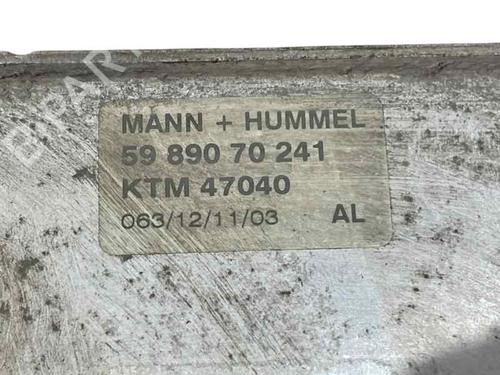 MANN + HUMMEL
59 890 70 241
KTM 47040
063/12/11/03 AL